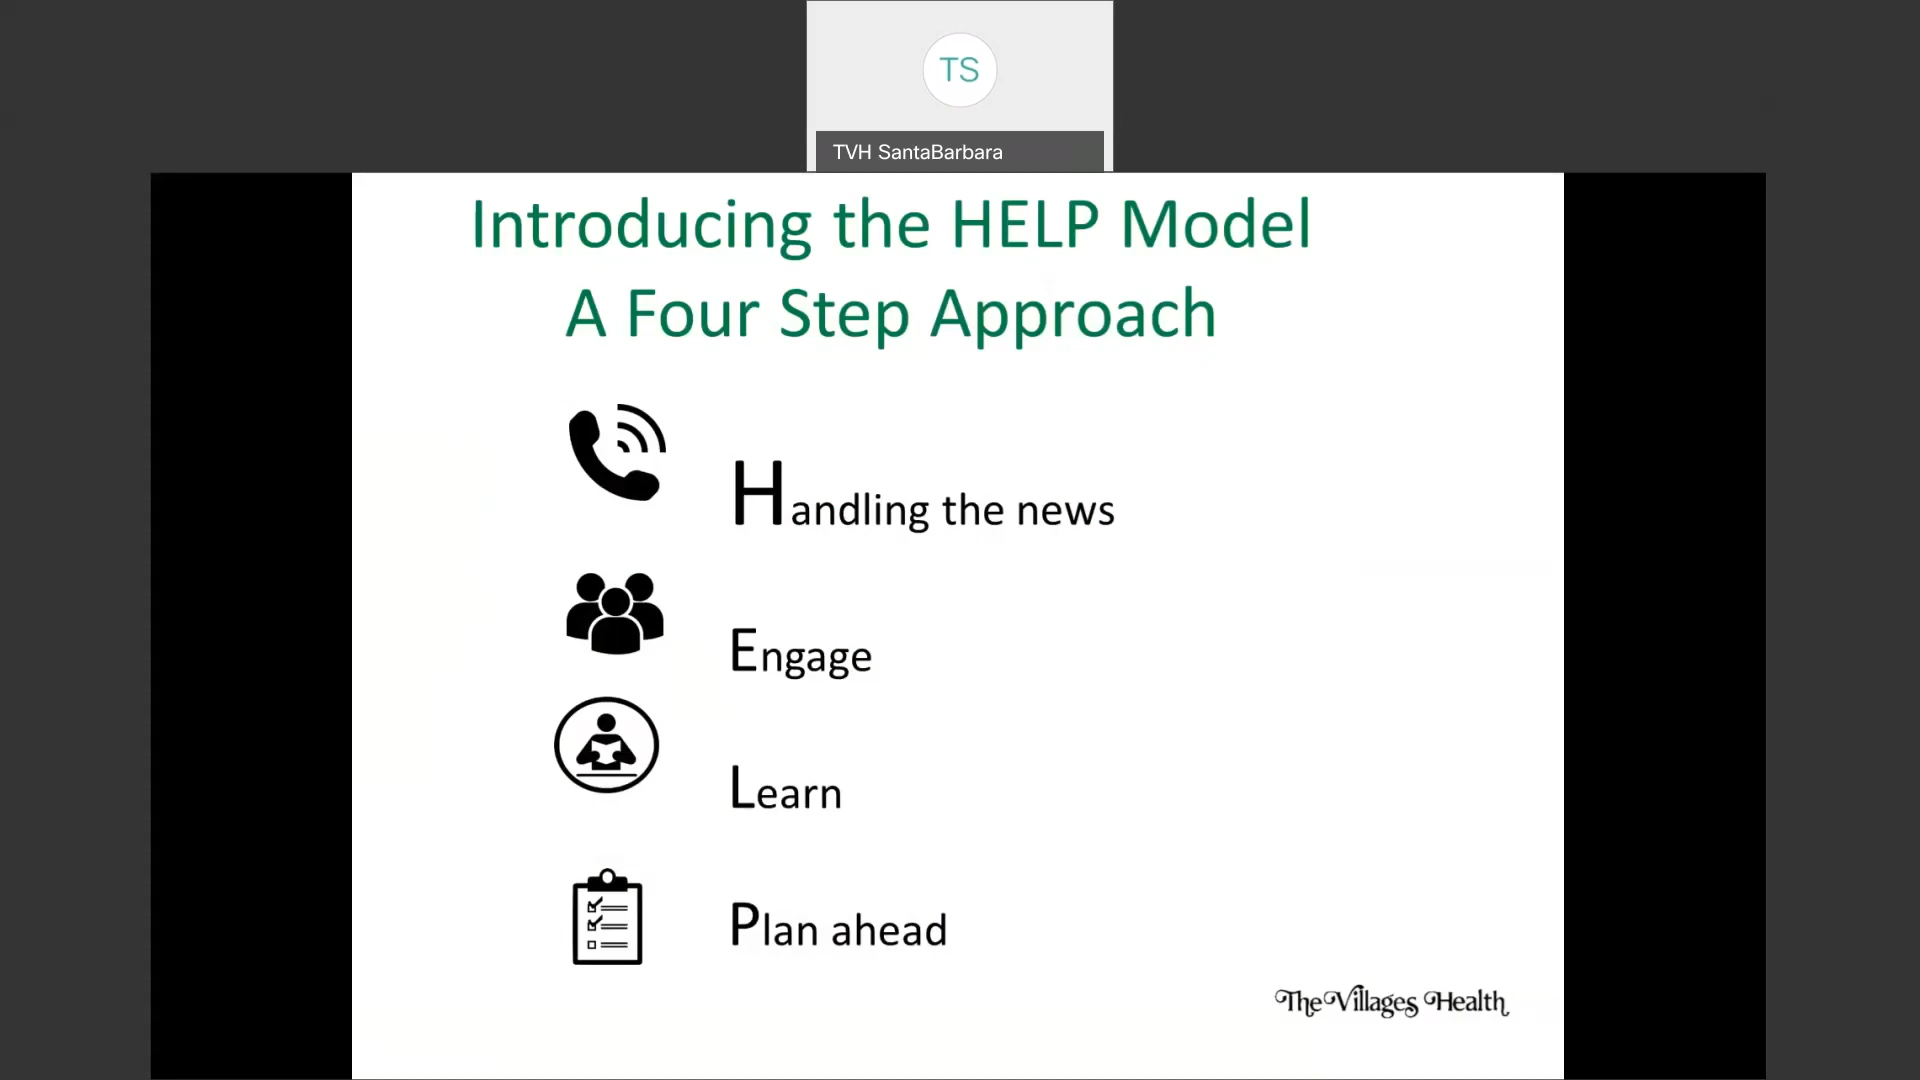 TS
TVH SantaBarbara
Introducing the HELP Model
A Four Step Approach
Handling the news
Engage
Learn
Plan ahead
The Villages Health